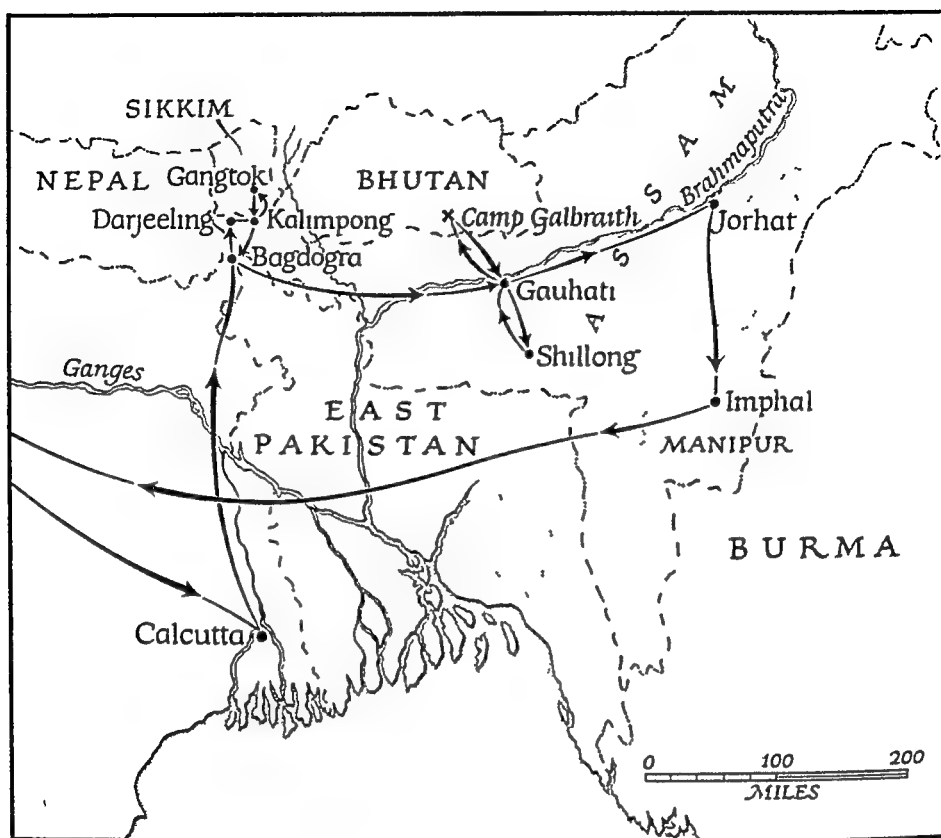 SIKKIM
NEPAL
Gangtok
BHUTAN
Darjeeling
Kalimpong
Camp Galbraith
Brahmaputra
ASSAM
Jorhat
Bagdogra
Gauhati
Shillong
Ganges
EAST
PAKISTAN
Imphal
MANIPUR
BURMA
Calcutta
0 100 200
MILES